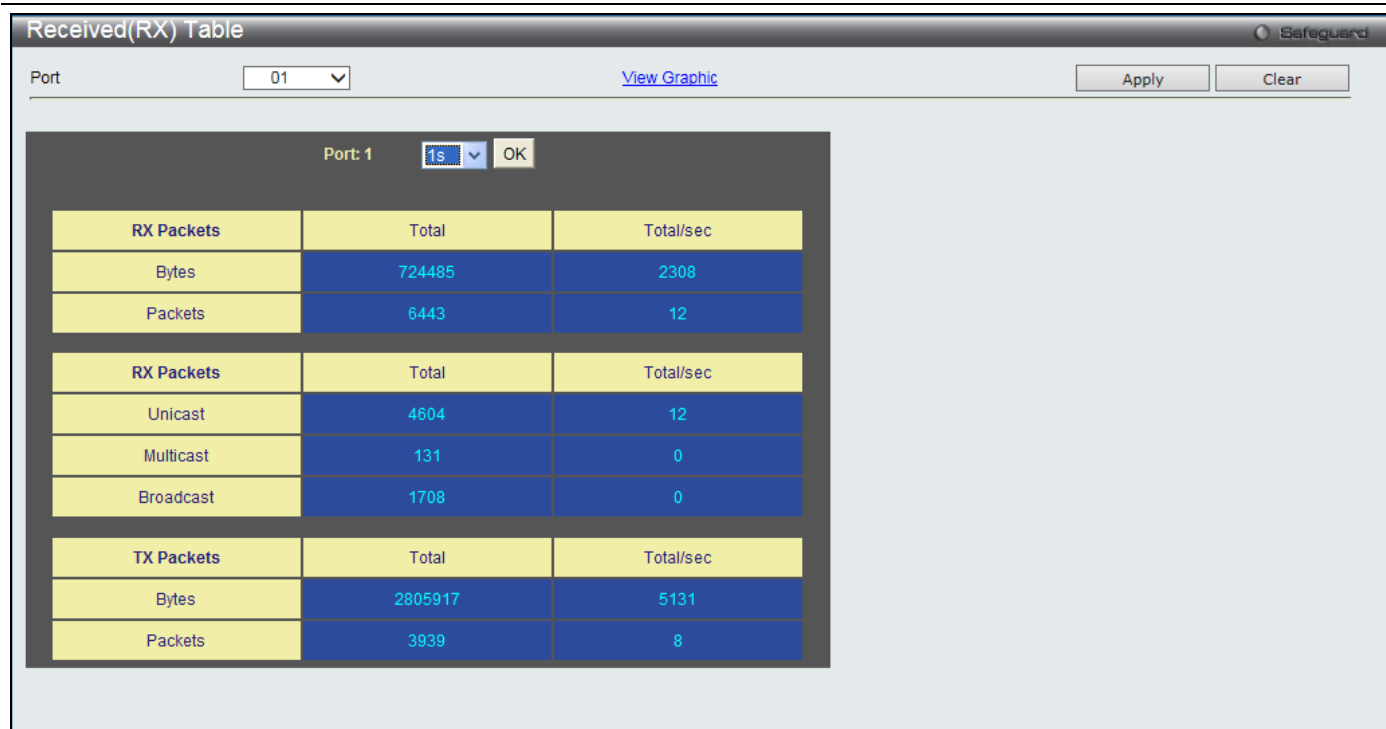 Received(RX) Table Safeguard
Port 01 View Graphic Apply Clear
Port: 1 1s OK
RX Packets Total Total/sec
Bytes 724485 2308
Packets 6443 12
RX Packets Total Total/sec
Unicast 4604 12
Multicast 131 0
Broadcast 1708 0
TX Packets Total Total/sec
Bytes 2805917 5131
Packets 3939 8